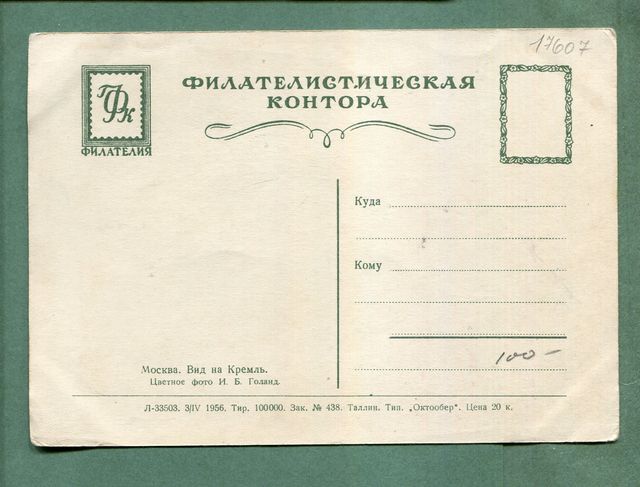 17607
ФК
ФИЛАТЕЛИЯ
ФИЛАТЕЛИСТИЧЕСКАЯ
КОНТОРА
Куда
Кому
100-
Москва. Вид на Кремль.
Цветное фото И. Б. Голанд.
Л-33503. 3/IV 1956. Тир. 100000. Зак. № 438. Таллин. Тип. „Октообер“. Цена 20 к.